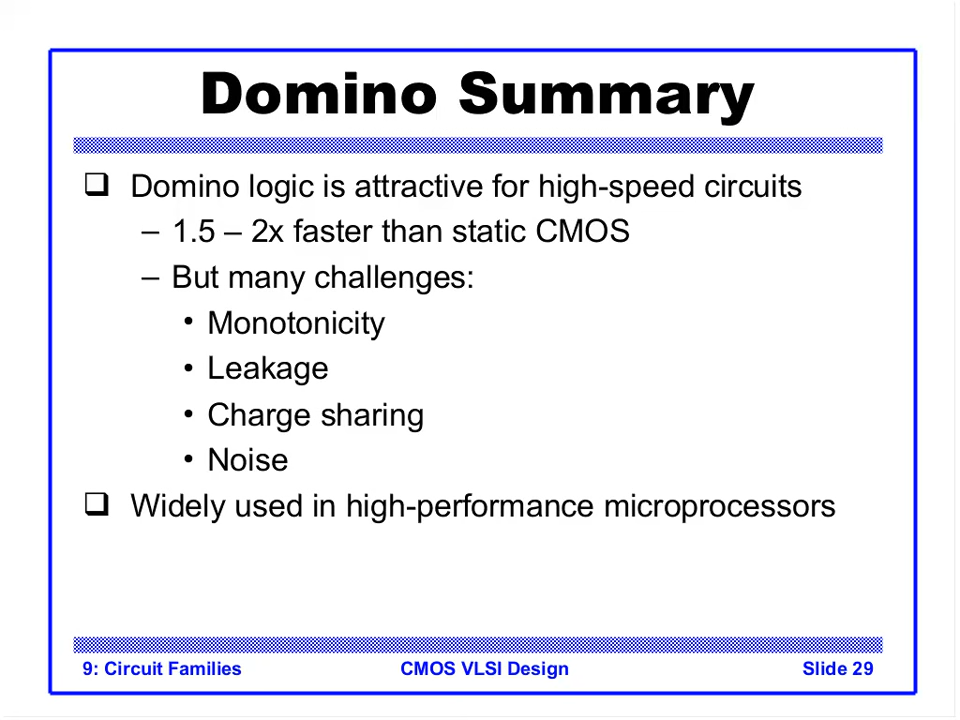 Domino Summary
❑ Domino logic is attractive for high-speed circuits
– 1.5 – 2x faster than static CMOS
– But many challenges:
• Monotonicity
• Leakage
• Charge sharing
• Noise
❑ Widely used in high-performance microprocessors
9: Circuit Families CMOS VLSI Design Slide 29